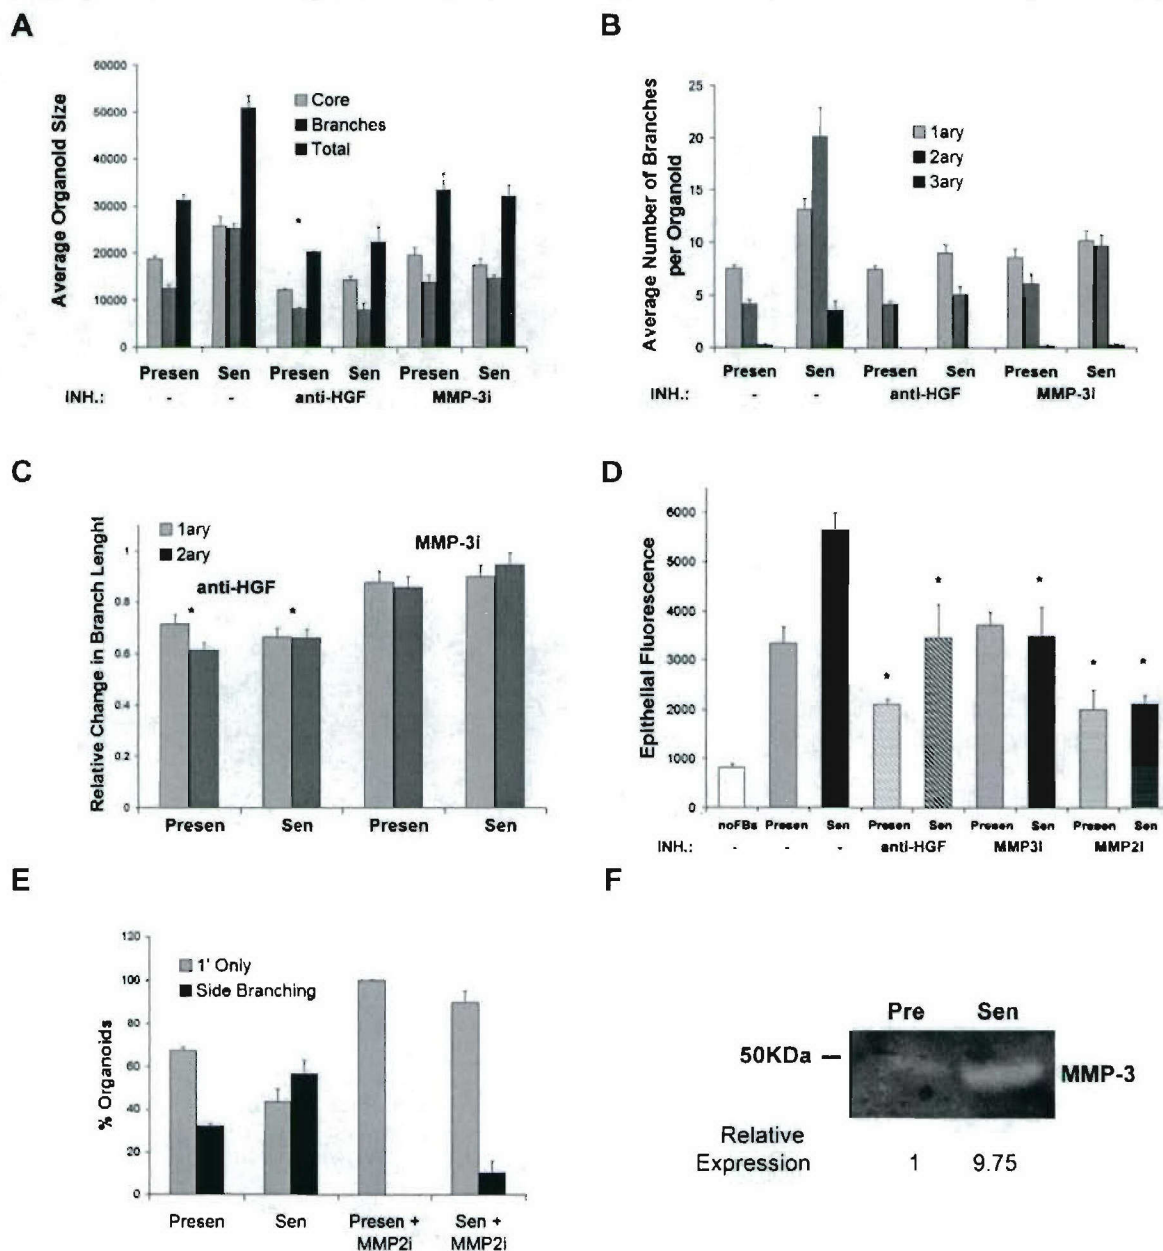 A
Average Organoid Size
60000
50000
40000
30000
20000
10000
0
Core
Branches
Total
*
Presen Sen Presen Sen Presen Sen
INH.: - - anti-HGF MMP-3i
B
Average Number of Branches
per Organoid
25
20
15
10
5
0
1ary
2ary
3ary
Presen Sen Presen Sen Presen Sen
INH.: - - anti-HGF MMP-3i
C
Relative Change in Branch Lenght
1
0.8
0.6
0.4
0.2
0
1ary
2ary
anti-HGF
MMP-3i
* *
Presen Sen Presen Sen
D
Epithelial Fluorescence
6000
5000
4000
3000
2000
1000
0
* * * * *
noFBs Presen Sen Presen Sen Presen Sen Presen Sen
INH.: - - - anti-HGF MMP3i MMP2i
E
% Organoids
120
100
80
60
40
20
0
1' Only
Side Branching
Presen Sen Presen + Sen +
MMP2i MMP2i
F
Pre Sen
50KDa –
MMP-3
Relative
Expression 1 9.75